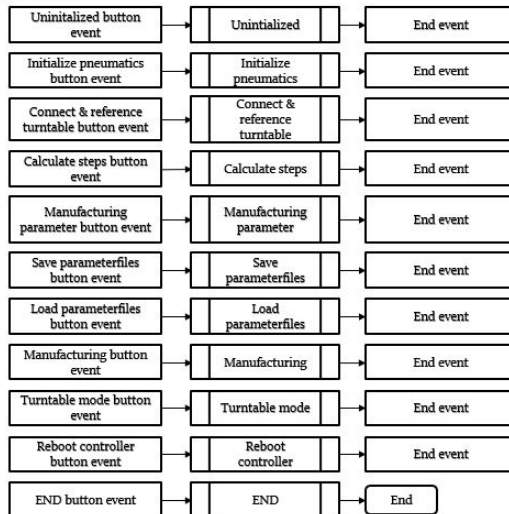 Uninitalized button
event
Unintialized
End event
Initialize pneumatics
button event
Initialize
pneumatics
End event
Connect & reference
turntable button event
Connect &
reference
turntable
End event
Calculate steps button
event
Calculate steps
End event
Manufacturing
parameter button event
Manufacturing
parameter
End event
Save parameterfiles
button event
Save
parameterfiles
End event
Load parameterfiles
button event
Load
parameterfiles
End event
Manufacturing button
event
Manufacturing
End event
Turntable mode button
event
Turntable mode
End event
Reboot controller
button event
Reboot
controller
End event
END button event
END
End